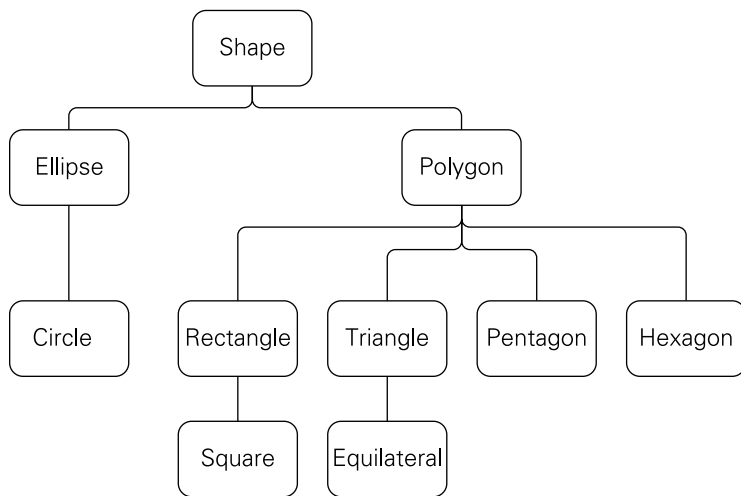 Shape
Ellipse
Polygon
Circle
Rectangle
Triangle
Pentagon
Hexagon
Square
Equilateral